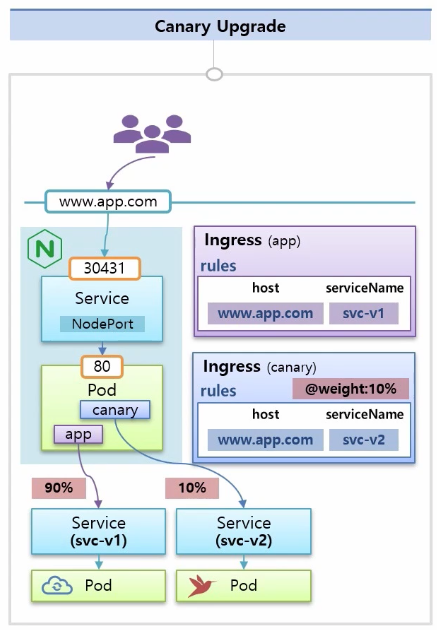 Canary Upgrade
www.app.com
N
30431
Service
NodePort
80
Pod
canary
app
Ingress (app)
rules
host serviceName
www.app.com svc-v1
Ingress (canary)
rules @weight:10%
host serviceName
www.app.com svc-v2
90%
10%
Service
(svc-v1)
Service
(svc-v2)
Pod
Pod